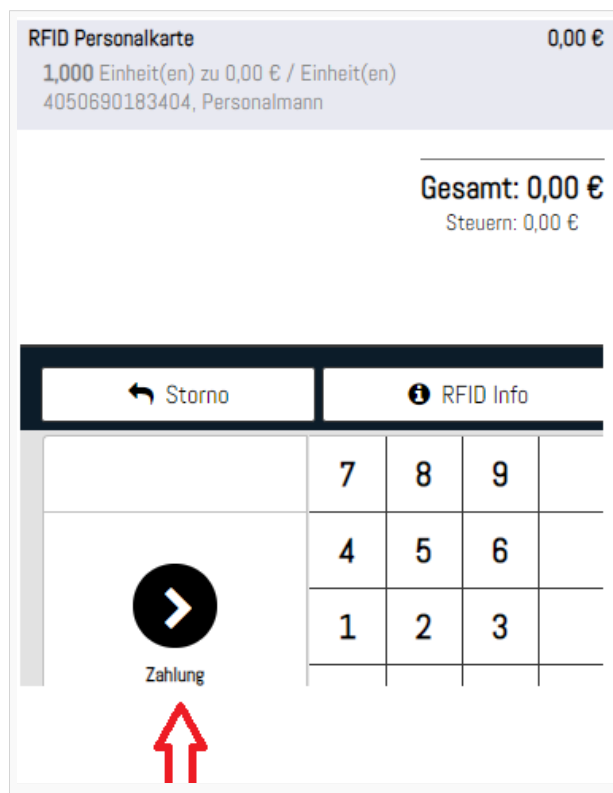 RFID Personalkarte 0,00 €
1,000 Einheit(en) zu 0,00 € / Einheit(en)
4050690183404, Personalmann
Gesamt: 0,00 €
Steuern: 0,00 €
Storno RFID Info
7 8 9
4 5 6
1 2 3
Zahlung